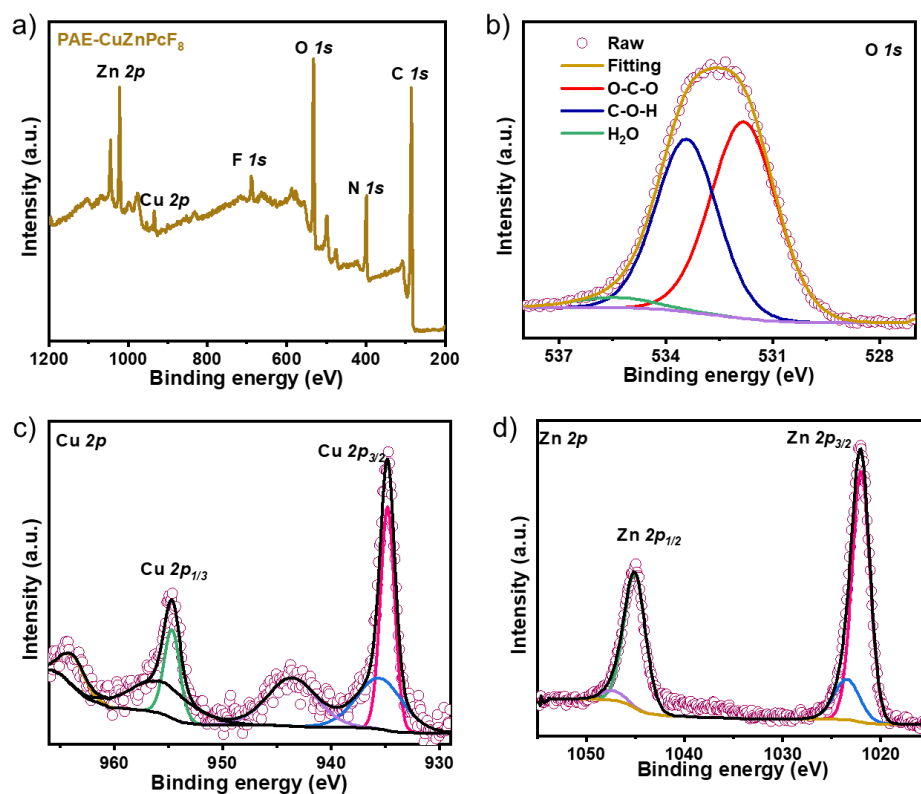 a)
PAE-CuZnPcF₈
Zn 2p
Cu 2p
F 1s
O 1s
N 1s
C 1s
Intensity (a.u.)
1200 1000 800 600 400 200
Binding energy (eV)
b)
O 1s
Raw
Fitting
O-C-O
C-O-H
H₂O
Intensity (a.u.)
537 534 531 528
Binding energy (eV)
c)
Cu 2p
Cu 2p₃/₂
Cu 2p₁/₃
Intensity (a.u.)
960 950 940 930
Binding energy (eV)
d)
Zn 2p
Zn 2p₃/₂
Zn 2p₁/₂
Intensity (a.u.)
1050 1040 1030 1020
Binding energy (eV)